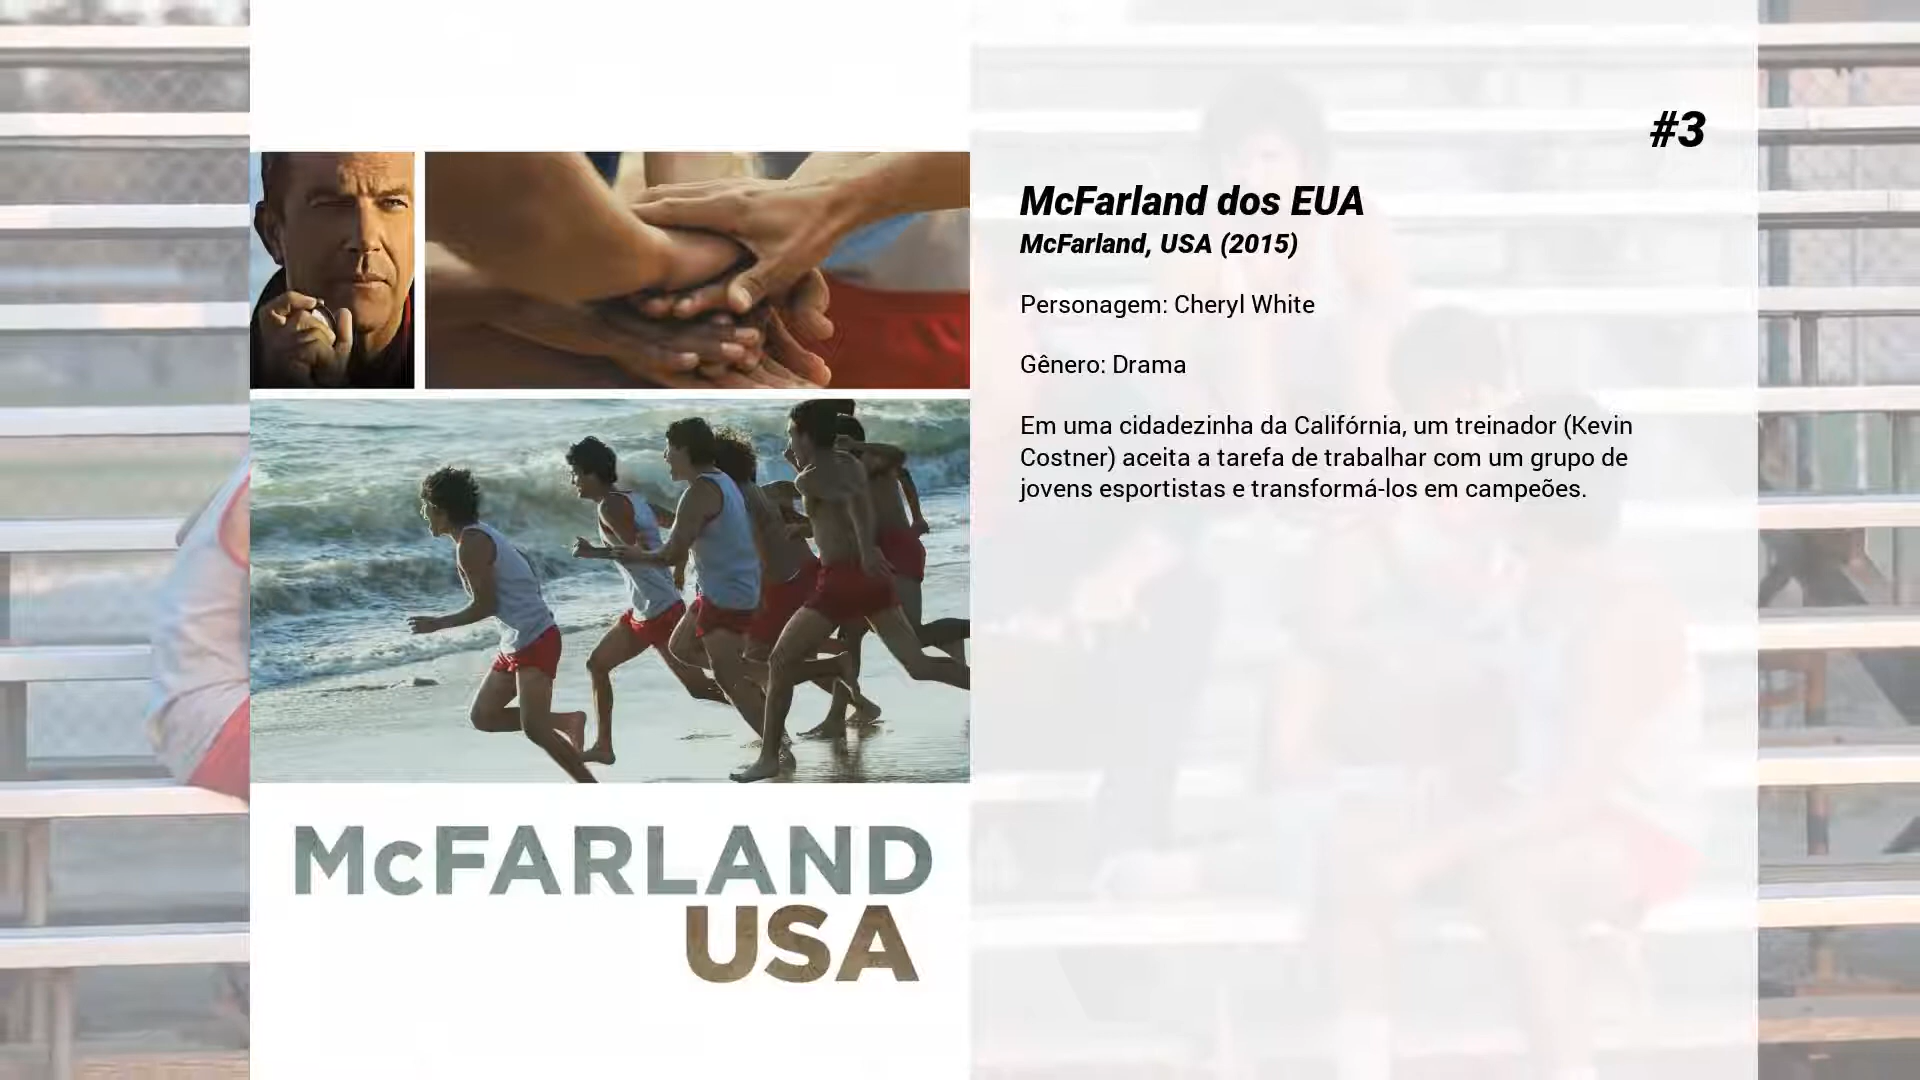 #3
McFarland dos EUA
McFarland, USA (2015)
Personagem: Cheryl White
Gênero: Drama
Em uma cidadezinha da Califórnia, um treinador (Kevin
Costner) aceita a tarefa de trabalhar com um grupo de
jovens esportistas e transformá-los em campeões.
McFARLAND
USA